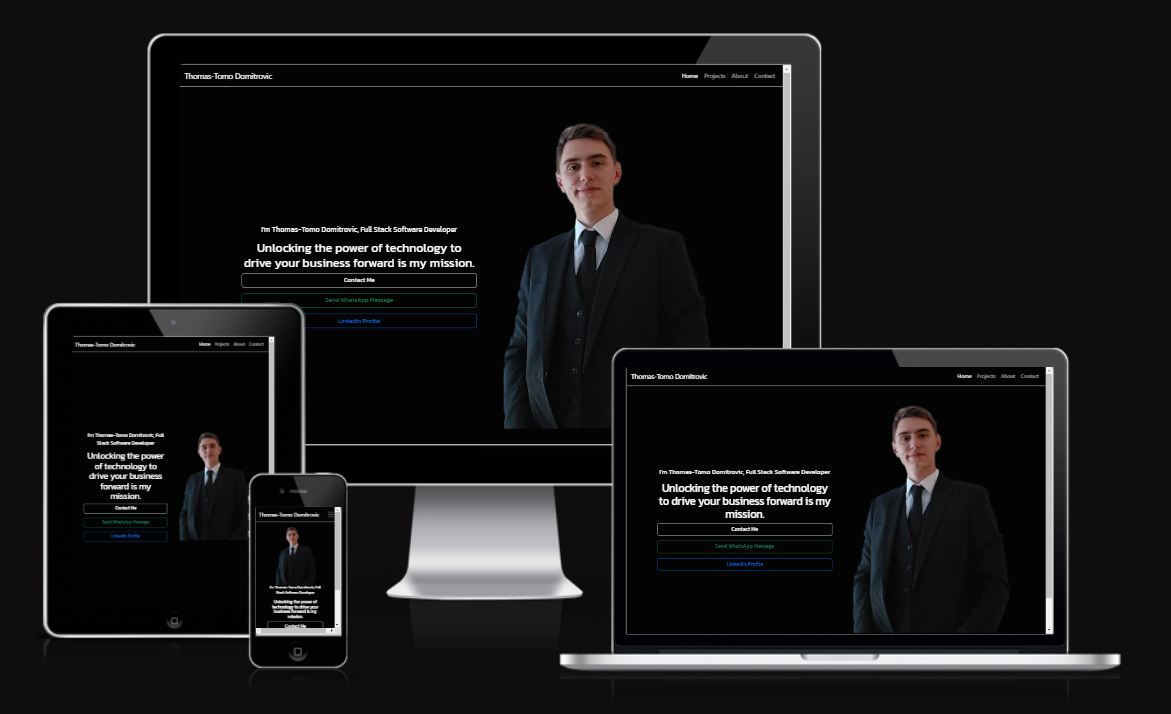 Thomas-Tomo Domitrovic
Home Projects About Contact
I'm Thomas-Tomo Domitrovic, Full Stack Software Developer
Unlocking the power of technology to
drive your business forward is my mission.
Contact Me
Send WhatsApp Message
LinkedIn Profile
Thomas-Tomo Domitrovic
Home Projects About Contact
I'm Thomas-Tomo Domitrovic, Full
Stack Software Developer
Unlocking the power
of technology to
drive your business
forward is my
mission.
Contact Me
Send WhatsApp Message
LinkedIn Profile
Thomas-Tomo Domitrovic
I'm Thomas-Tomo Domitrovic, Full
Stack Software Developer
Unlocking the power of
technology to drive your
business forward is my
mission.
Contact Me
Thomas-Tomo Domitrovic
Home Projects About Contact
I'm Thomas-Tomo Domitrovic, Full Stack Software Developer
Unlocking the power of technology
to drive your business forward is my
mission.
Contact Me
Send WhatsApp Message
LinkedIn Profile